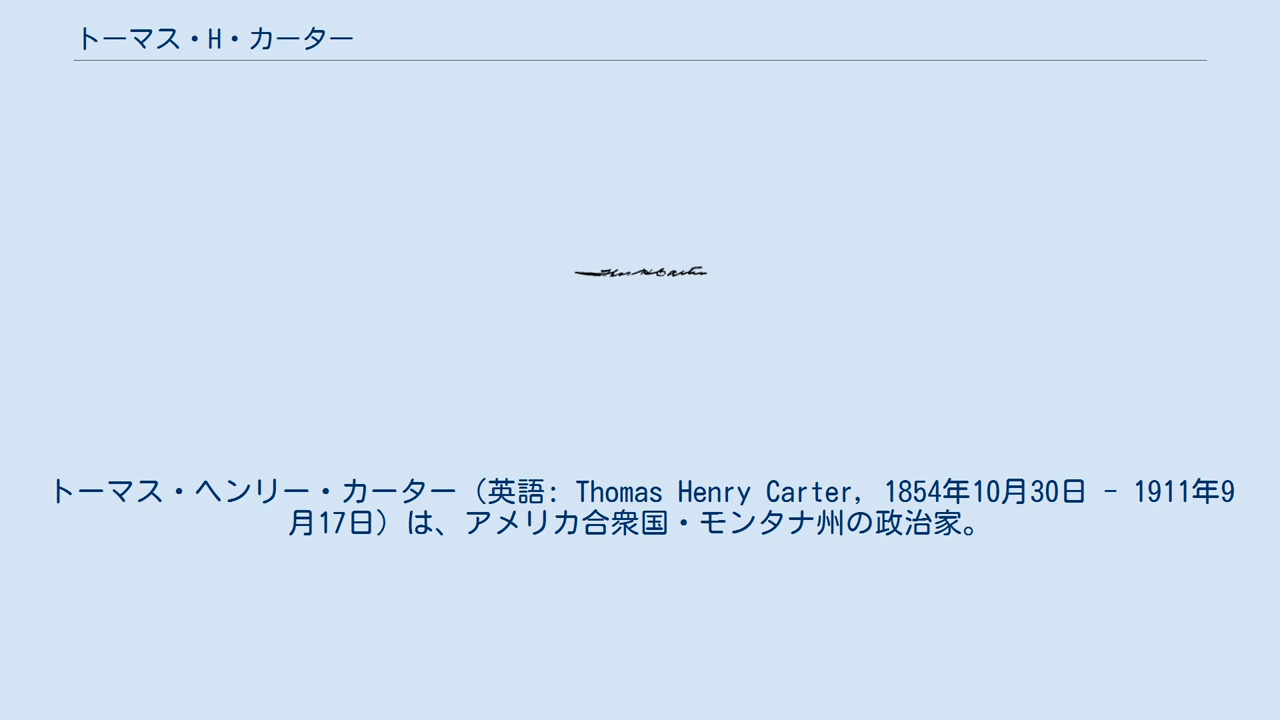 トーマス・H・カーター
Thos H Carter
トーマス・ヘンリー・カーター（英語: Thomas Henry Carter, 1854年10月30日 - 1911年9
月17日）は、アメリカ合衆国・モンタナ州の政治家。